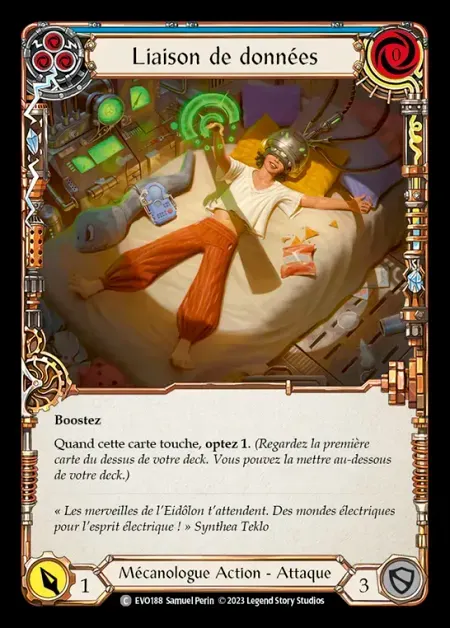 Liaison de données
0
Boostez
Quand cette carte touche, optez 1. (Regardez la première
carte du dessus de votre deck. Vous pouvez la mettre au-dessous
de votre deck.)
« Les merveilles de l'Eidôlon t'attendent. Des mondes électriques
pour l'esprit électrique ! » Synthea Teklo
1
Mécanologue Action - Attaque
3
C EVO188 Samuel Perin © 2023 Legend Story Studios